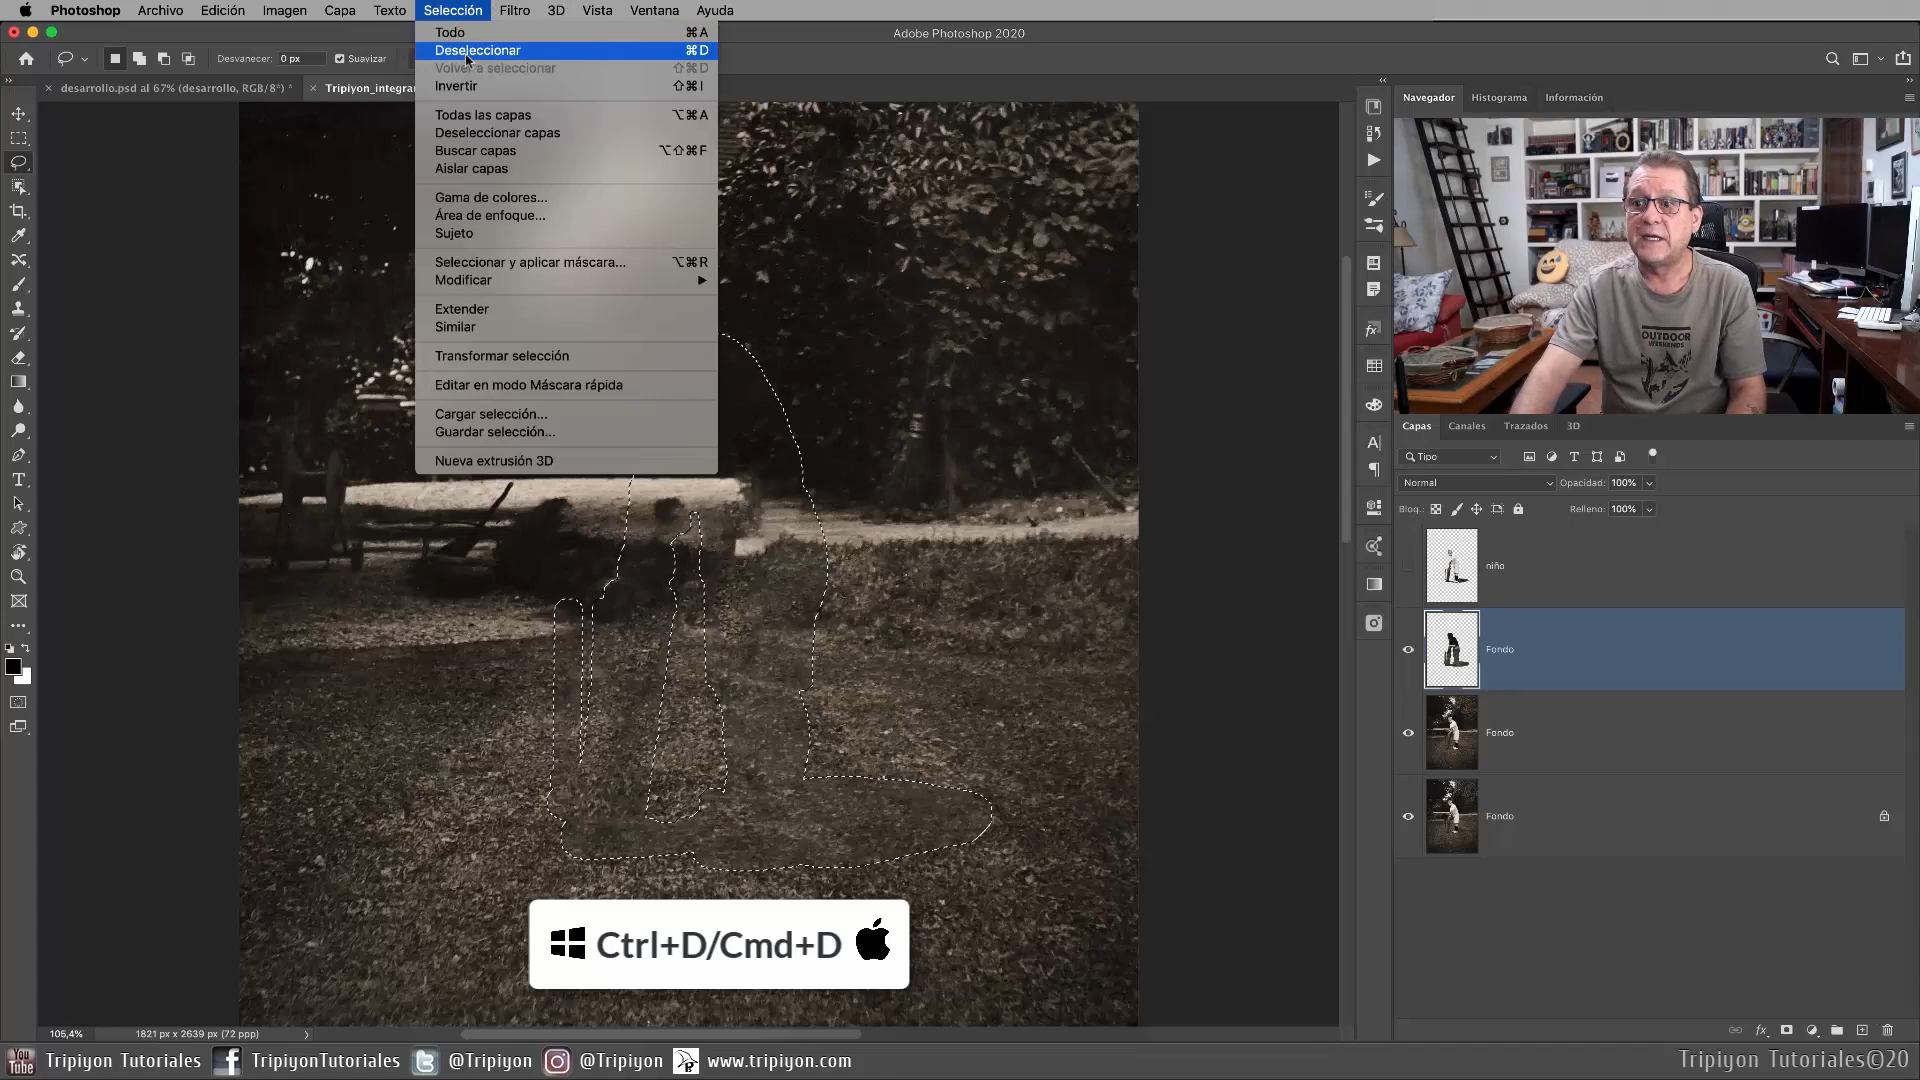 Photoshop Archivo Edición Imagen Capa Texto Selección Filtro 3D Vista Ventana Ayuda
Adobe Photoshop 2020
Desvanecer: 0 px Suavizar
desarrollo.psd al 67% (desarrollo, RGB/8*) *
Tripiyon_integrar
Todo ⌘A
Deseleccionar ⌘D
Volver a seleccionar ⇧⌘D
Invertir ⇧⌘I
Todas las capas ⌥⌘A
Deseleccionar capas
Buscar capas ⌥⇧⌘F
Aislar capas
Gama de colores...
Área de enfoque...
Sujeto
Seleccionar y aplicar máscara... ⌥⌘R
Modificar
Extender
Similar
Transformar selección
Editar en modo Máscara rápida
Cargar selección...
Guardar selección...
Nueva extrusión 3D
Ctrl+D/Cmd+D
Navegador Histograma Información
OUTDOOR
WEEKENDS
Capas Canales Trazados 3D
Tipo
Normal Opacidad: 100%
Bloq.: Relleno: 100%
niño
Fondo
Fondo
Fondo
105,4% 1821 px x 2639 px (72 ppp)
You Tube Tripiyon Tutoriales TripiyonTutoriales @Tripiyon @Tripiyon www.tripiyon.com
Tripiyon Tutoriales©20